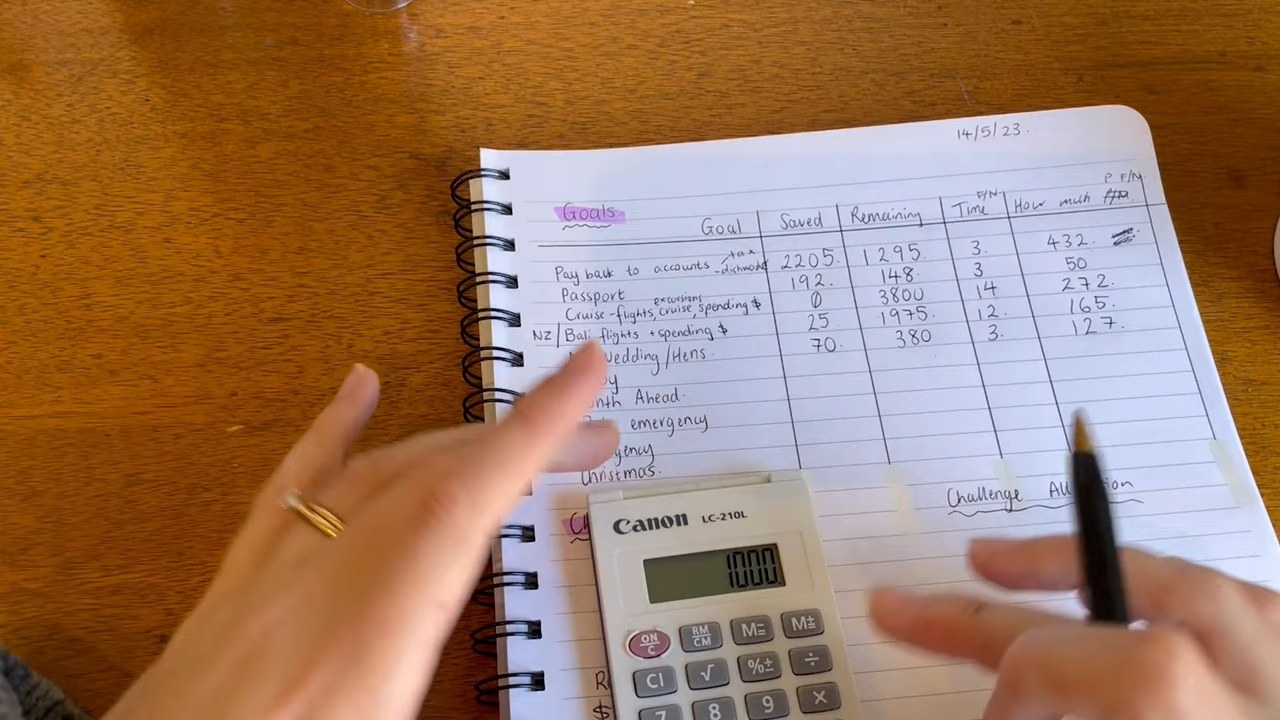 14/5/23.
Goals
Goal Saved Remaining Time F/N How much P F/N
Pay back to accounts - tax 2205. 1295. 3. 432.
Passport 192. 148. 3 50
Cruise - flights, cruise, excursions spending $ 0 3800 14 272.
NZ/Bali flights + spending $ 25 1975. 12. 165.
Wedding/Hens. 70. 380 3. 127.
Ahead.
emergency
Christmas.
Challenge
Canon LC-210L
1000.
ON/C RM/CM M= M±
CI √ %± ÷
7 8 9 ×
R
$